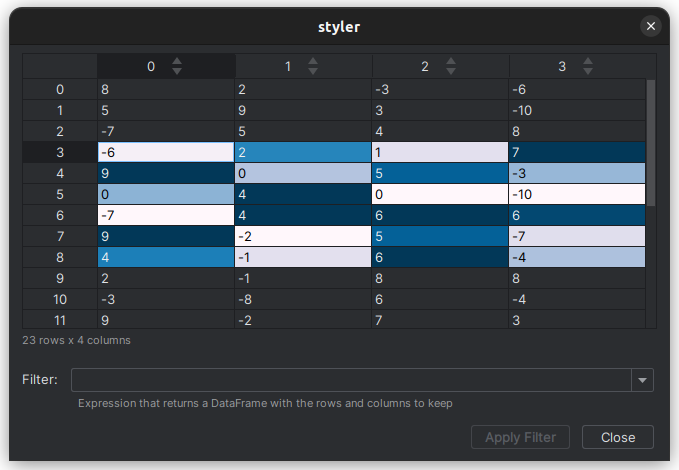 styler
0 1 2 3
0 8 2 -3 -6
1 5 9 3 -10
2 -7 5 4 8
3 -6 2 1 7
4 9 0 5 -3
5 0 4 0 -10
6 -7 4 6 6
7 9 -2 5 -7
8 4 -1 6 -4
9 2 -1 8 8
10 -3 -8 6 -4
11 9 -2 7 3
23 rows x 4 columns
Filter:
Expression that returns a DataFrame with the rows and columns to keep
Apply Filter Close